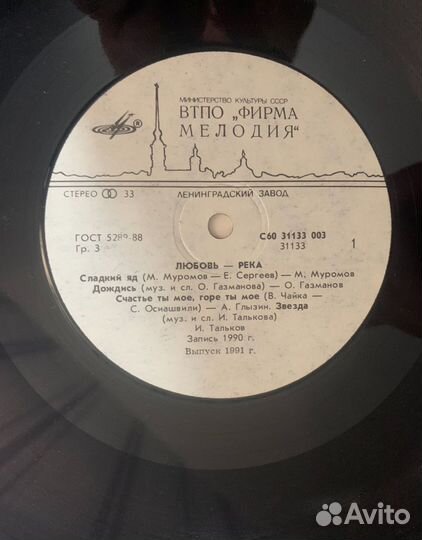 МИНИСТЕРСТВО КУЛЬТУРЫ СССР
ВТПО „ФИРМА
МЕЛОДИЯ"
®
СТЕРЕО 33
ЛЕНИНГРАДСКИЙ ЗАВОД
ГОСТ 5289-88
С60 31133 003
Гр. 3
31133
1
ЛЮБОВЬ — РЕКА
Сладкий яд (М. Муромов — Е. Сергеев) — М. Муромов
Дождись (муз. и сл. О. Газманова) — О. Газманов
Счастье ты мое, горе ты мое (В. Чайка —
С. Осиашвили) — А. Глызин. Звезда
(муз. и сл. И. Талькова)
И. Тальков
Запись 1990 г.
Выпуск 1991 г.
Avito